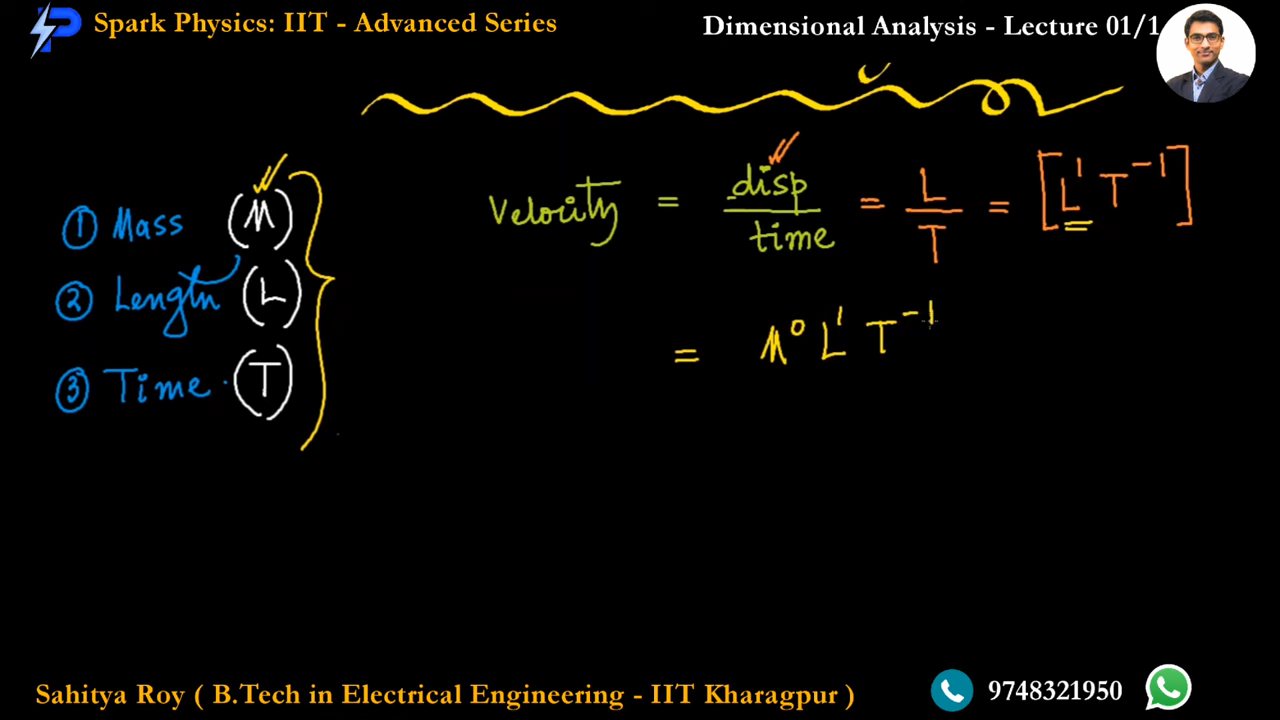 Spark Physics: IIT - Advanced Series
Dimensional Analysis - Lecture 01/1
① Mass (M)
② Length (L)
③ Time (T)
Velocity = disp/time = L/T = [L¹ T⁻¹]
= M⁰ L¹ T⁻¹
Sahitya Roy ( B.Tech in Electrical Engineering - IIT Kharagpur )
9748321950